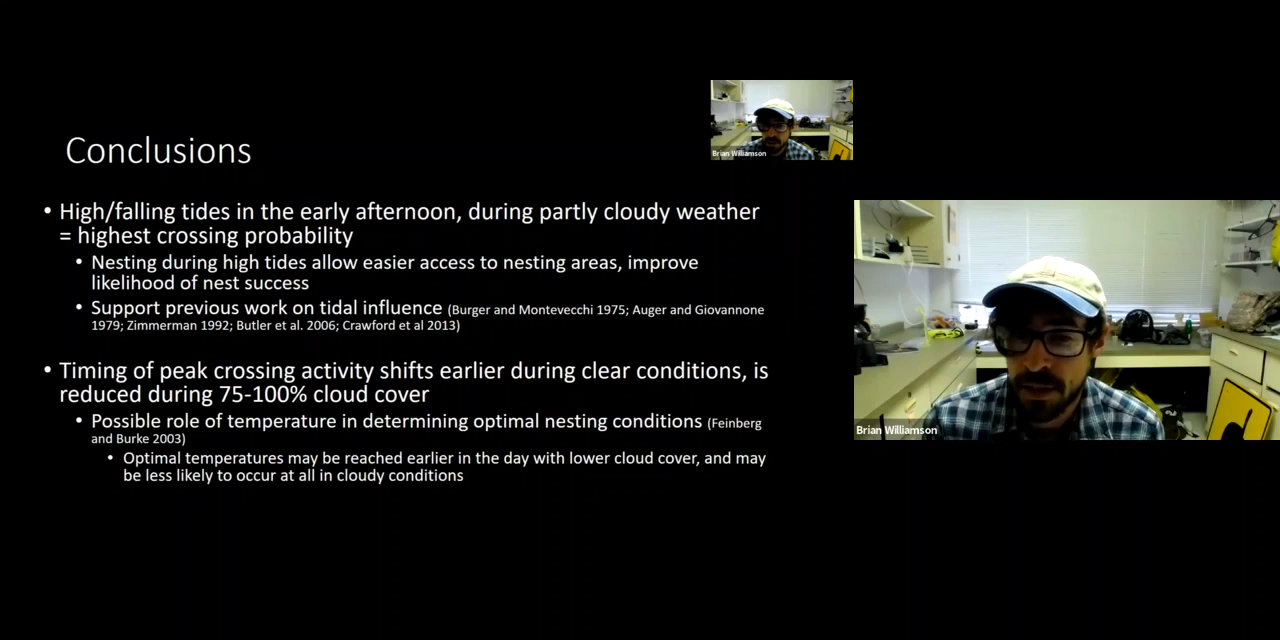 Conclusions
• High/falling tides in the early afternoon, during partly cloudy weather
= highest crossing probability
• Nesting during high tides allow easier access to nesting areas, improve
likelihood of nest success
• Support previous work on tidal influence (Burger and Montevecchi 1975; Auger and Giovannone
1979; Zimmerman 1992; Butler et al. 2006; Crawford et al 2013)
• Timing of peak crossing activity shifts earlier during clear conditions, is
reduced during 75-100% cloud cover
• Possible role of temperature in determining optimal nesting conditions (Feinberg
and Burke 2003)
• Optimal temperatures may be reached earlier in the day with lower cloud cover, and may
be less likely to occur at all in cloudy conditions
Brian Williamson
Brian Williamson